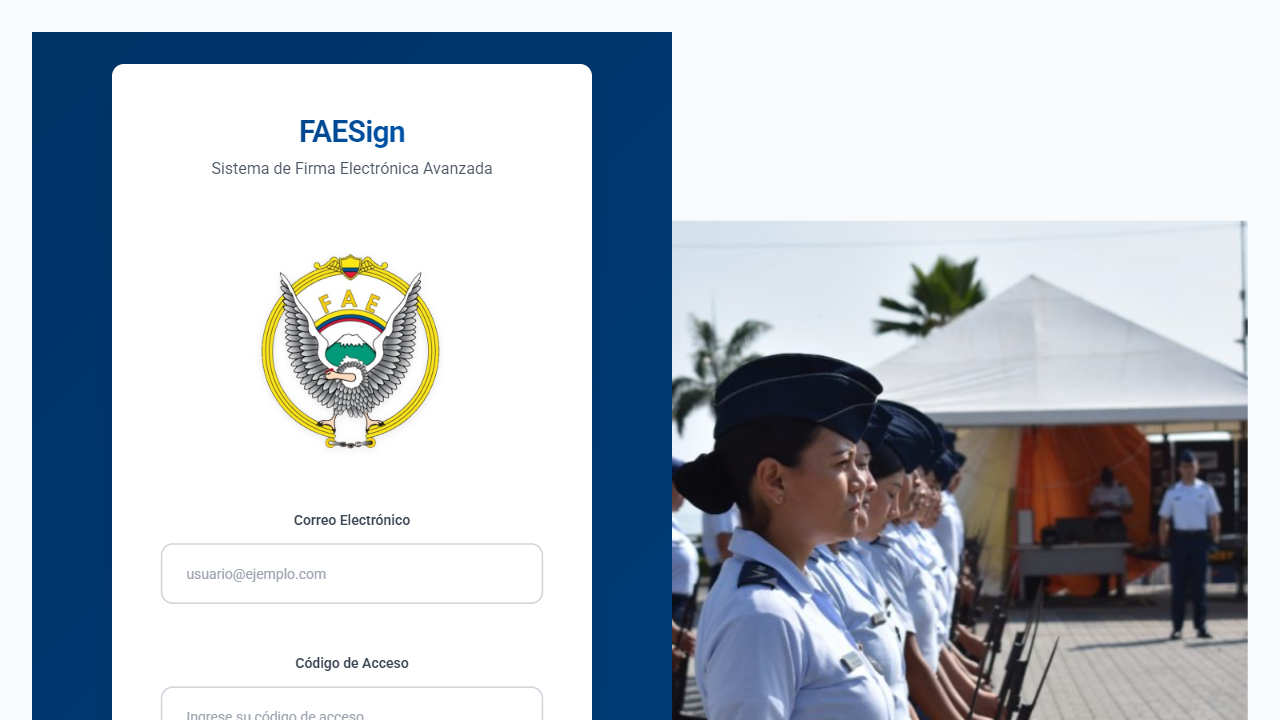 FAESign
Sistema de Firma Electrónica Avanzada
FAE
Correo Electrónico
usuario@ejemplo.com
Código de Acceso
Ingrese su código de acceso